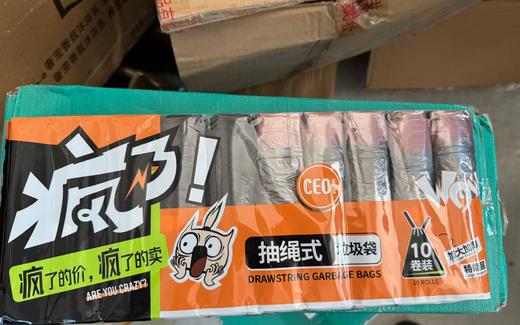 疯了!
疯了的价，疯了的卖
ARE YOU CRAZY?
CEO
抽绳式 垃圾袋
DRAWSTRING GARBAGE BAGS
10
卷装
10 ROLLS
加大加厚
WOW